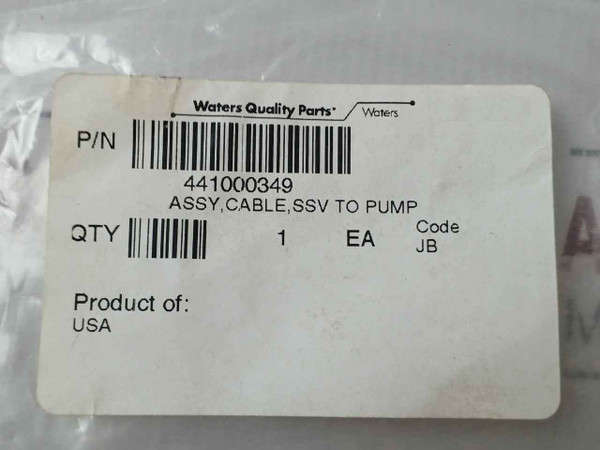 Waters Quality Parts
Waters
P/N
441000349
ASSY,CABLE,SSV TO PUMP
QTY 1 EA Code
JB
Product of:
USA